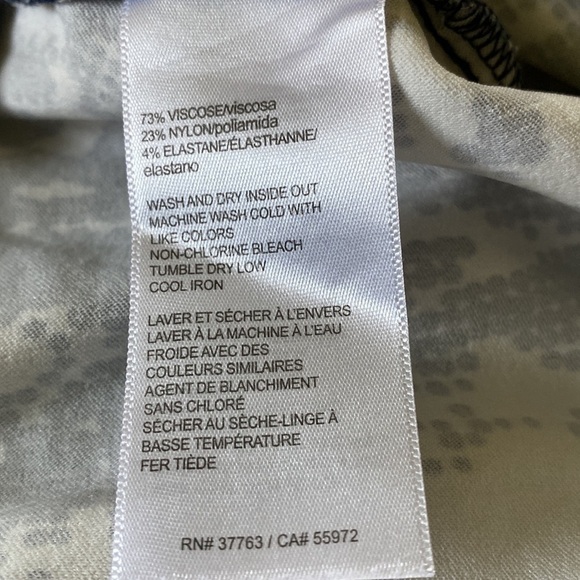 73% VISCOSE/viscosa
23% NYLON/poliamida
4% ELASTANE/ÉLASTHANNE/
elastano
WASH AND DRY INSIDE OUT
MACHINE WASH COLD WITH
LIKE COLORS
NON-CHLORINE BLEACH
TUMBLE DRY LOW
COOL IRON
LAVER ET SÉCHER À L'ENVERS
LAVER À LA MACHINE À L'EAU
FROIDE AVEC DES
COULEURS SIMILAIRES
AGENT DE BLANCHIMENT
SANS CHLORÉ
SÉCHER AU SÈCHE-LINGE À
BASSE TEMPÉRATURE
FER TIÈDE
RN# 37763 / CA# 55972